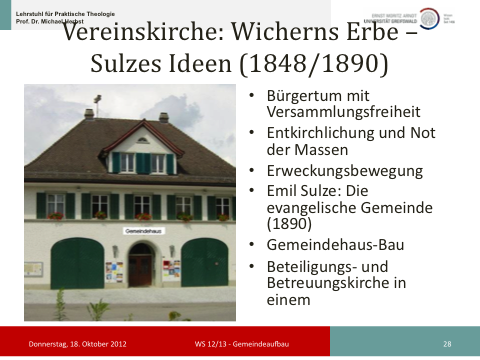 Lehrstuhl für Praktische Theologie
Prof. Dr. Michael Herbst
ERNST MORITZ ARNDT
UNIVERSITÄT GREIFSWALD
Vereinskirche: Wicherns Erbe –
Sulzes Ideen (1848/1890)
• Bürgertum mit
Versammlungsfreiheit
• Entkirchlichung und Not
der Massen
• Erweckungsbewegung
• Emil Sulze: Die
evangelische Gemeinde
(1890)
• Gemeindehaus-Bau
• Beteiligungs- und
Betreuungskirche in
einem
Gemeindehaus
Donnerstag, 18. Oktober 2012
WS 12/13 - Gemeindeaufbau
28